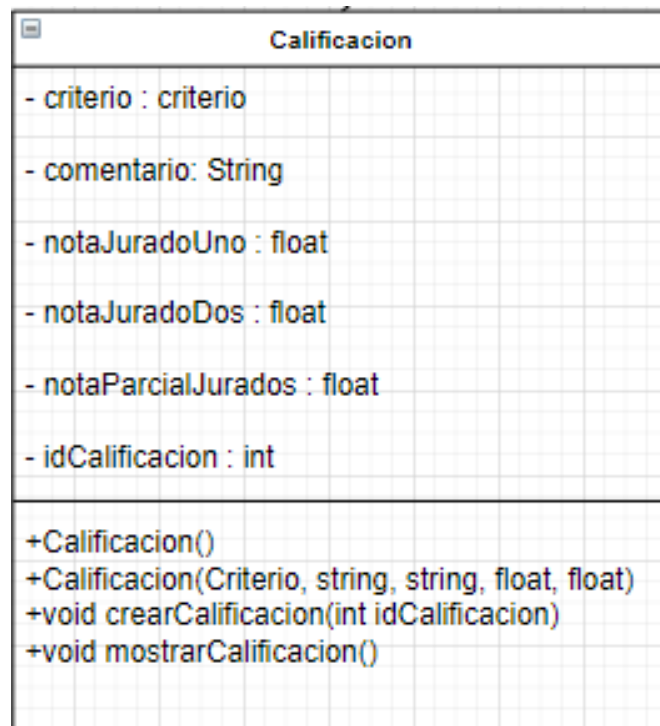 Calificacion
- criterio : criterio
- comentario: String
- notaJuradoUno : float
- notaJuradoDos : float
- notaParcialJurados : float
- idCalificacion : int
+Calificacion()
+Calificacion(Criterio, string, string, float, float)
+void crearCalificacion(int idCalificacion)
+void mostrarCalificacion()